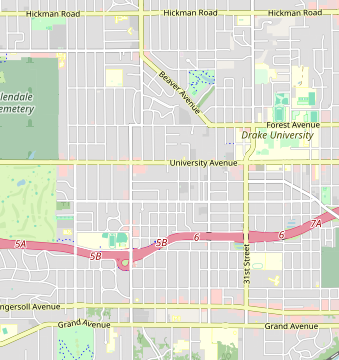 Hickman Road
Hickman Road
Hickman Road
Beaver Avenue
lendale
emetery
Forest Avenue
Drake University
University Avenue
7A
5A
5B
5B
6
6
31st Street
ngersoll Avenue
Grand Avenue
Grand Avenue